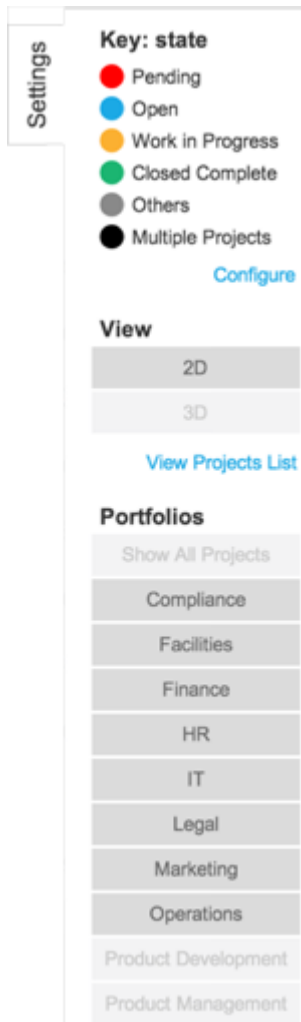 Settings
Key: state
Pending
Open
Work in Progress
Closed Complete
Others
Multiple Projects
Configure
View
2D
3D
View Projects List
Portfolios
Show All Projects
Compliance
Facilities
Finance
HR
IT
Legal
Marketing
Operations
Product Development
Product Management